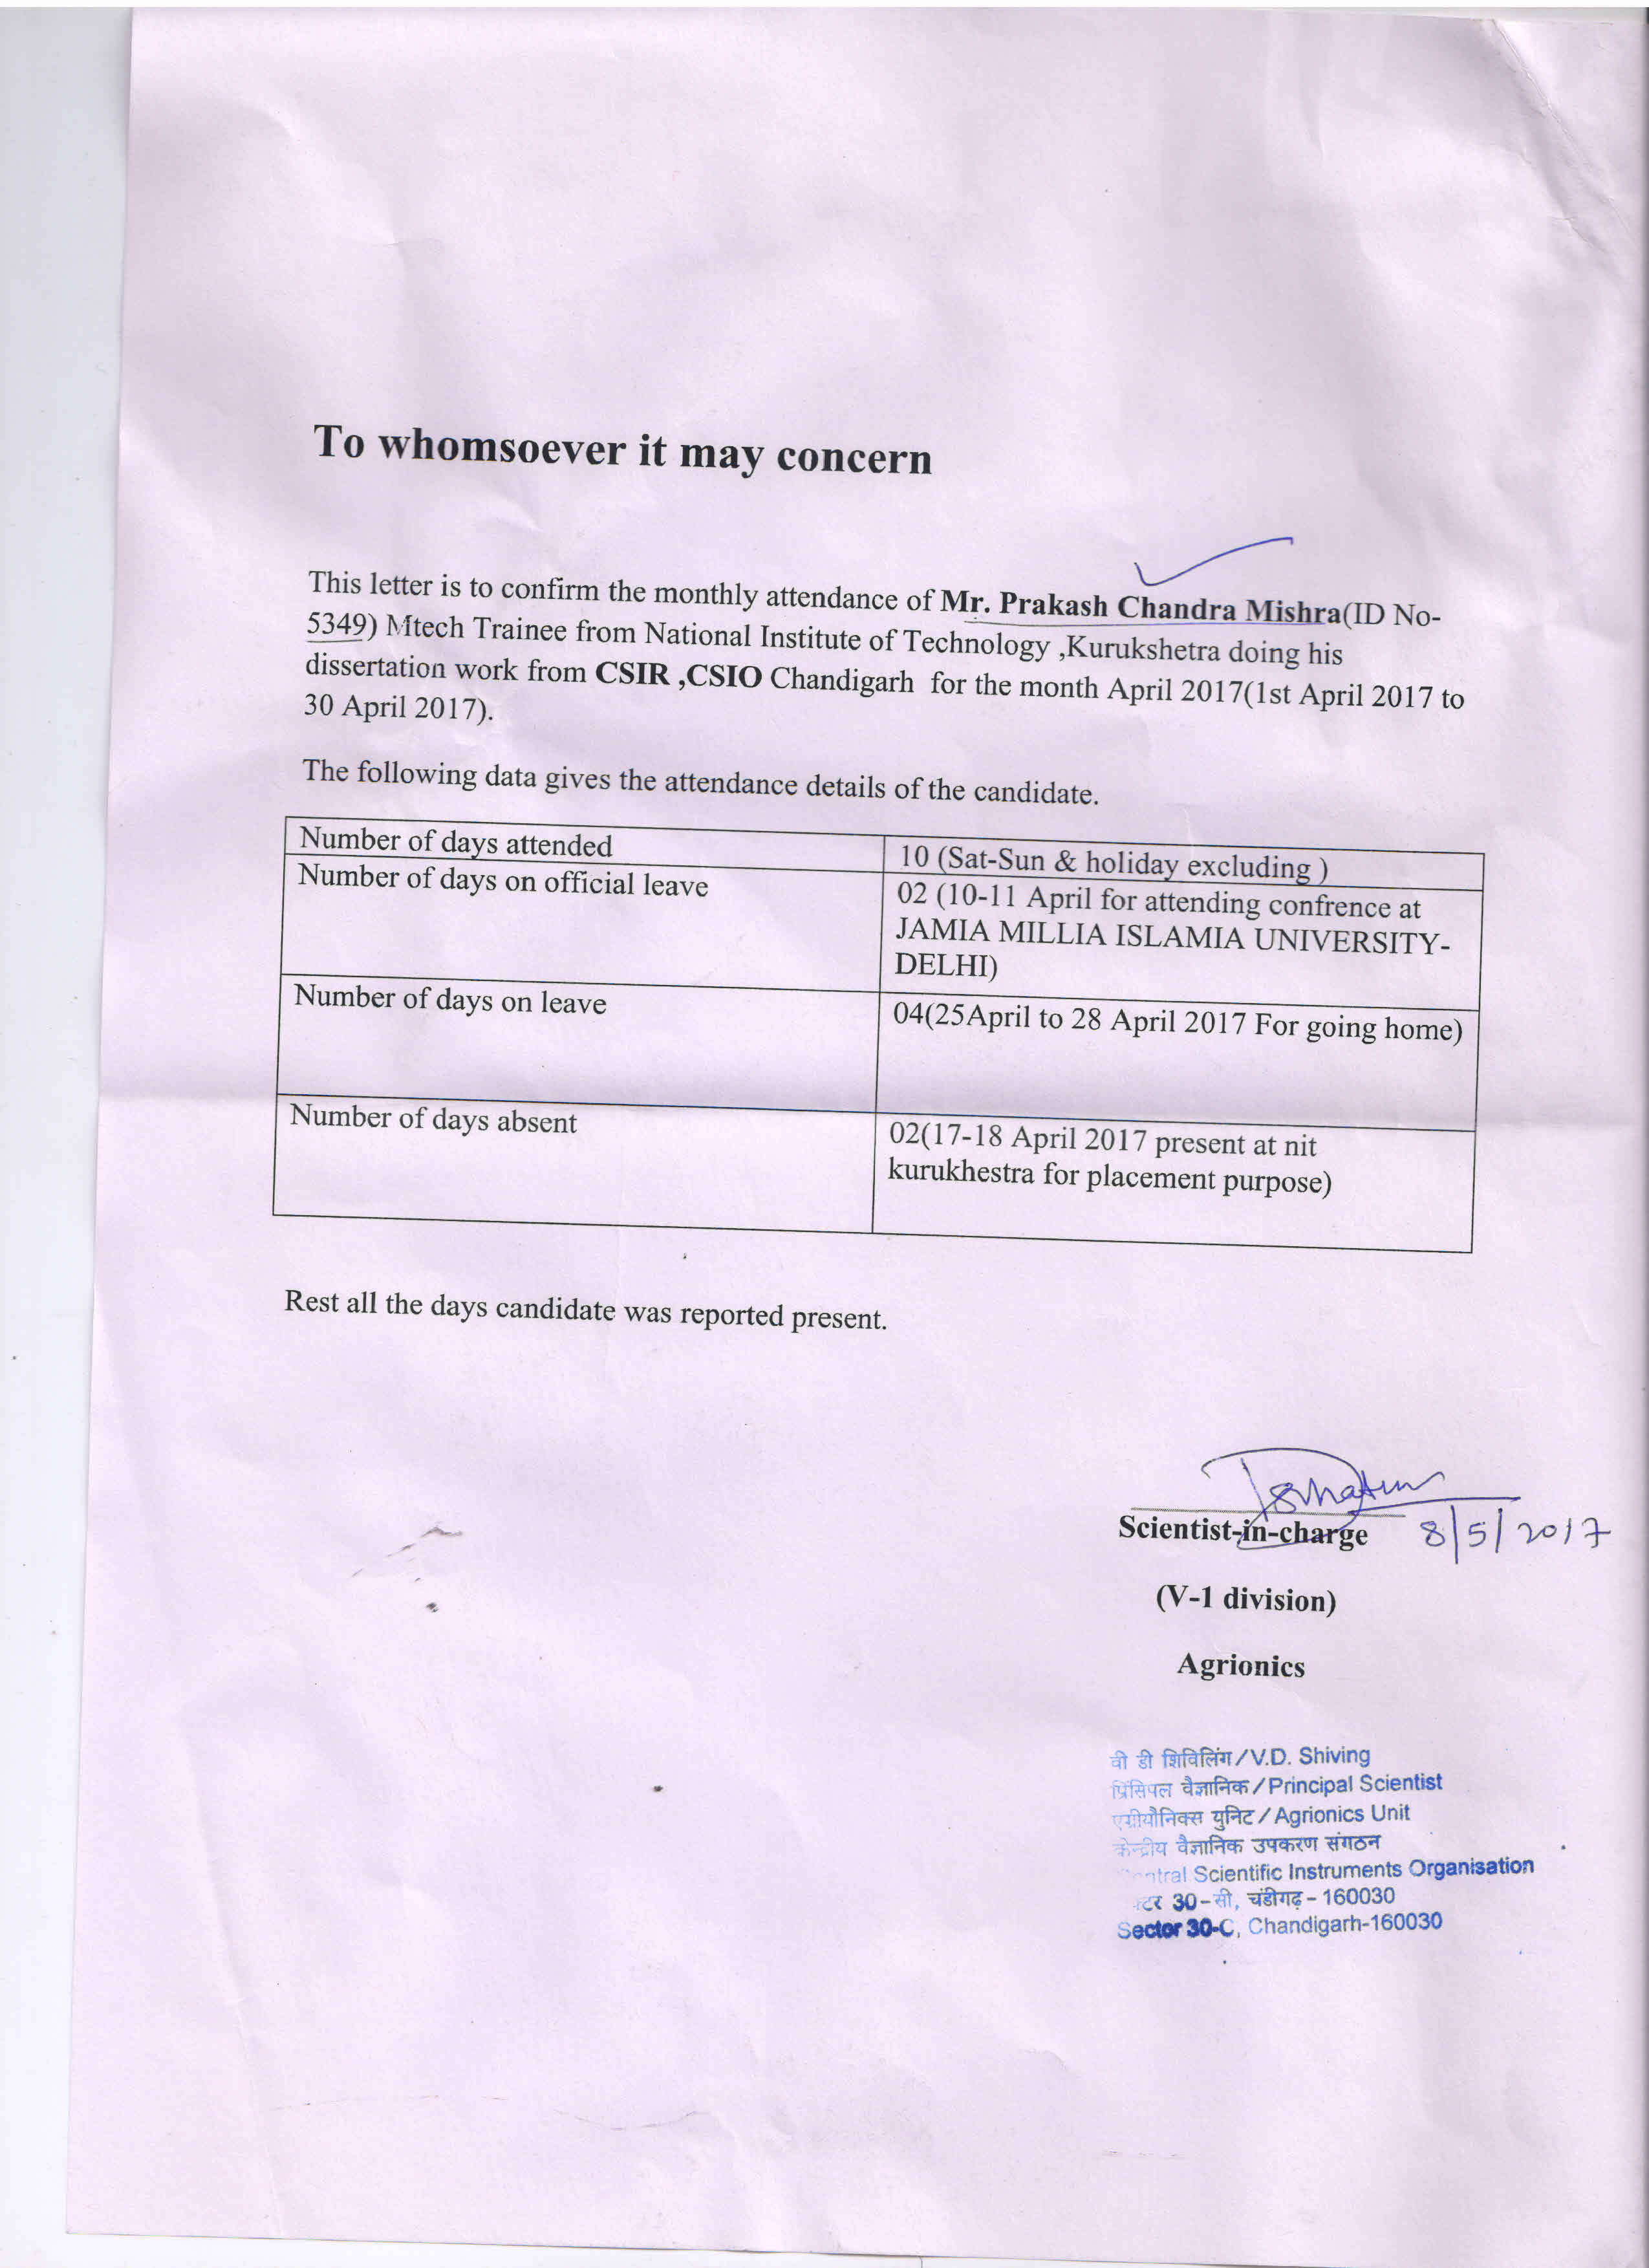 To whomsoever it may concern
This letter is to confirm the monthly attendance of Mr. Prakash Chandra Mishra(ID No-
5349) Mtech Trainee from National Institute of Technology ,Kurukshetra doing his
dissertation work from CSIR ,CSIO Chandigarh for the month April 2017(1st April 2017 to
30 April 2017).
The following data gives the attendance details of the candidate.
Number of days attended
10 (Sat-Sun & holiday excluding )
Number of days on official leave
02 (10-11 April for attending confrence at
JAMIA MILLIA ISLAMIA UNIVERSITY-
DELHI)
Number of days on leave
04(25April to 28 April 2017 For going home)
Number of days absent
02(17-18 April 2017 present at nit
kurukhestra for placement purpose)
Rest all the days candidate was reported present.
Scientist-in-charge 8/5/2017
(V-1 division)
Agrionics
वी डी शिविलिंग/V.D. Shiving
प्रिंसिपल वैज्ञानिक/Principal Scientist
एग्रीयौनिक्स युनिट/Agrionics Unit
केन्द्रीय वैज्ञानिक उपकरण संगठन
Central Scientific Instruments Organisation
30-सी, चंडीगढ़-160030
Sector 30-C, Chandigarh-160030